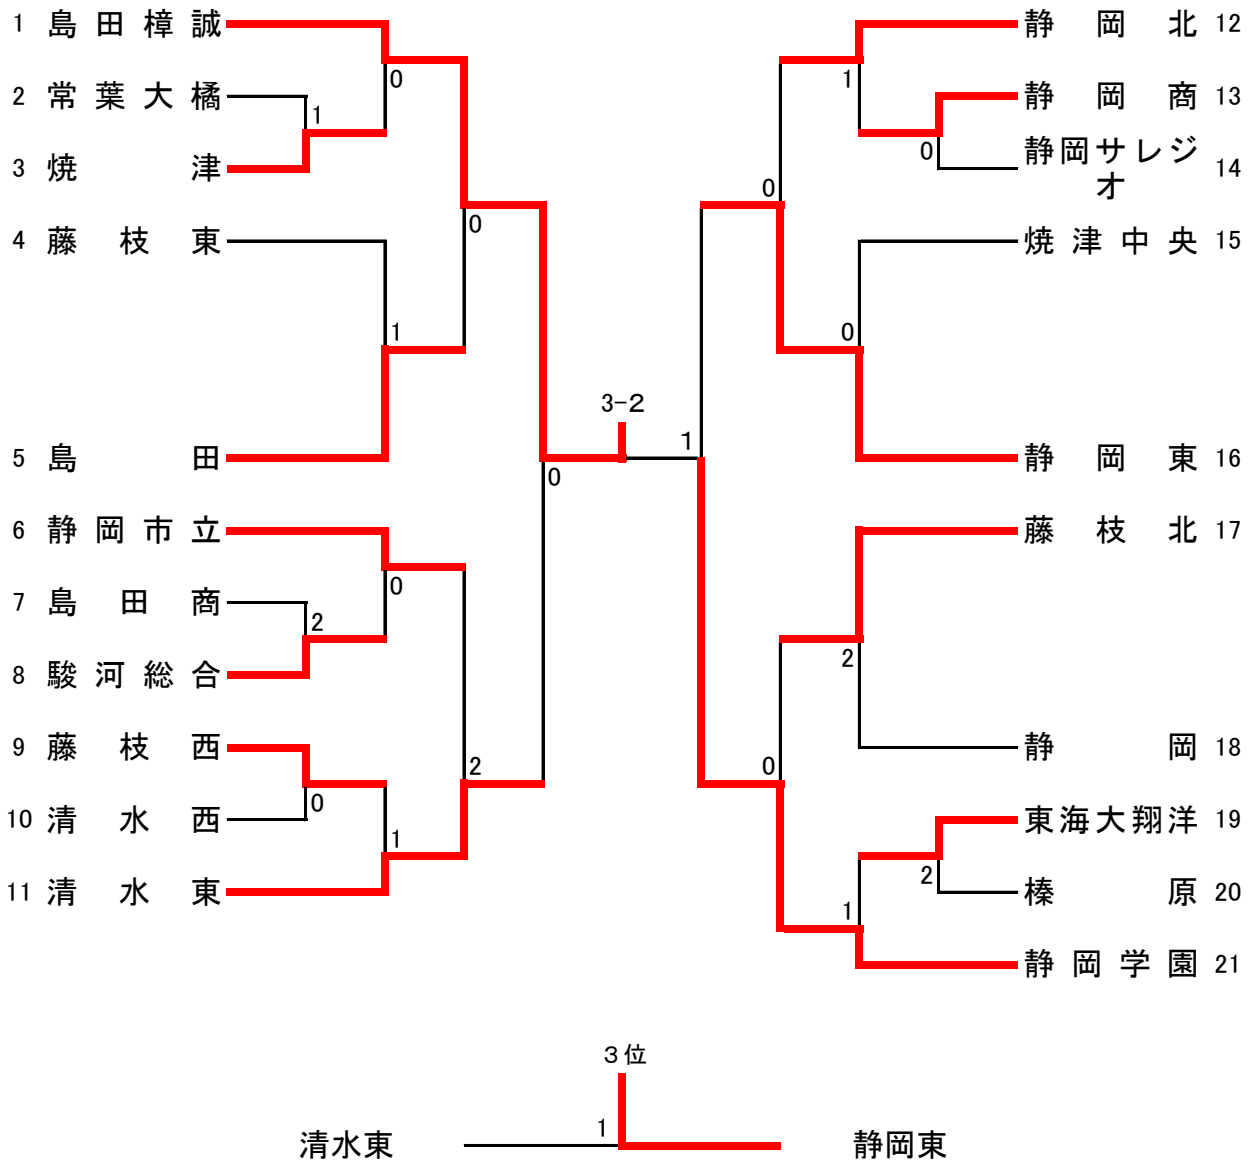 1 島田樟誠
0
2 常葉大橘
1
3 焼津
0
4 藤枝東
1
5 島田
0
6 静岡市立
0
7 島田商
2
8 駿河総合
9 藤枝西
2
0
10 清水西
1
11 清水東
3-2
静岡北 12
1
静岡商 13
0
静岡サレジ
オ 14
0
焼津中央 15
0
1
静岡東 16
藤枝北 17
2
静岡 18
0
東海大翔洋 19
2
榛原 20
1
静岡学園 21
3位
清水東 1 静岡東